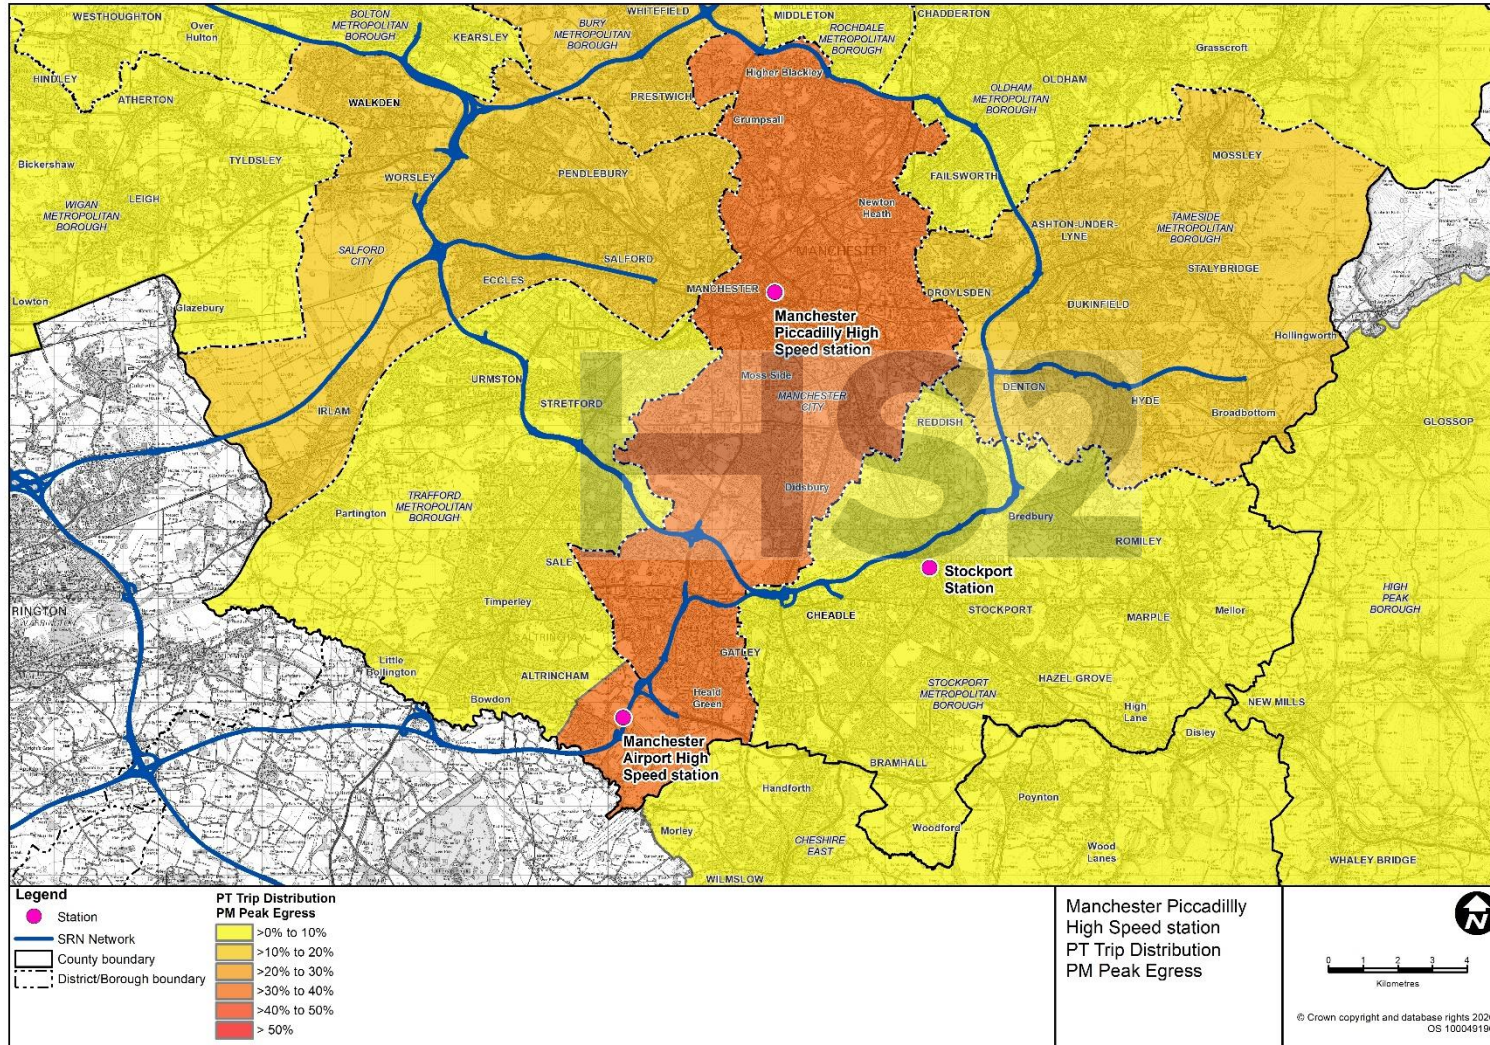 WESTHOUGHTON
Over
Hulton
BOLTON
METROPOLITAN
BOROUGH
KEARSLEY
BURY
METROPOLITAN
BOROUGH
WHITEFIELD
MIDDLETON
ROCHDALE
METROPOLITAN
BOROUGH
CHADDERTON
Grasscroft
HINDLEY
ATHERTON
WALKDEN
PRESTWICH
Higher Blackley
OLDHAM
METROPOLITAN
BOROUGH
OLDHAM
Crumpsall
Bickershaw
TYLDSLEY
WORSLEY
PENDLEBURY
FAILSWORTH
MOSSLEY
LEIGH
WIGAN
METROPOLITAN
BOROUGH
Newton
Heath
ASHTON-UNDER-
LYNE
TAMESIDE
METROPOLITAN
BOROUGH
SALFORD
CITY
SALFORD
MANCHESTER
STALYBRIDGE
ECCLES
MANCHESTER
DROYLSDEN
DUKINFIELD
Lowton
Glazebury
Manchester
Piccadilly High
Speed station
Hollingworth
URMSTON
Moss Side
MANCHESTER
CITY
DENTON
HYDE
Broadbottom
IRLAM
STRETFORD
REDDISH
GLOSSOP
HS2
Didsbury
TRAFFORD
METROPOLITAN
BOROUGH
Partington
Bredbury
ROMILEY
SALE
Stockport
Station
HIGH
PEAK
BOROUGH
RINGTON
WARRINGTON
Timperley
CHEADLE
STOCKPORT
MARPLE
Mellor
ALTRINCHAM
Little
Bollington
ALTRINCHAM
GATLEY
Bowdon
Heald
Green
STOCKPORT
METROPOLITAN
BOROUGH
HAZEL GROVE
High
Lane
NEW MILLS
Disley
Manchester
Airport High
Speed station
BRAMHALL
Handforth
Poynton
Morley
Woodford
CHESHIRE
EAST
Wood
Lanes
WHALEY BRIDGE
WILMSLOW
Legend
Station
SRN Network
County boundary
District/Borough boundary
PT Trip Distribution
PM Peak Egress
>0% to 10%
>10% to 20%
>20% to 30%
>30% to 40%
>40% to 50%
> 50%
Manchester Piccadillly
High Speed station
PT Trip Distribution
PM Peak Egress
N
0 1 2 3 4
Kilometres
© Crown copyright and database rights 202
OS 10004919